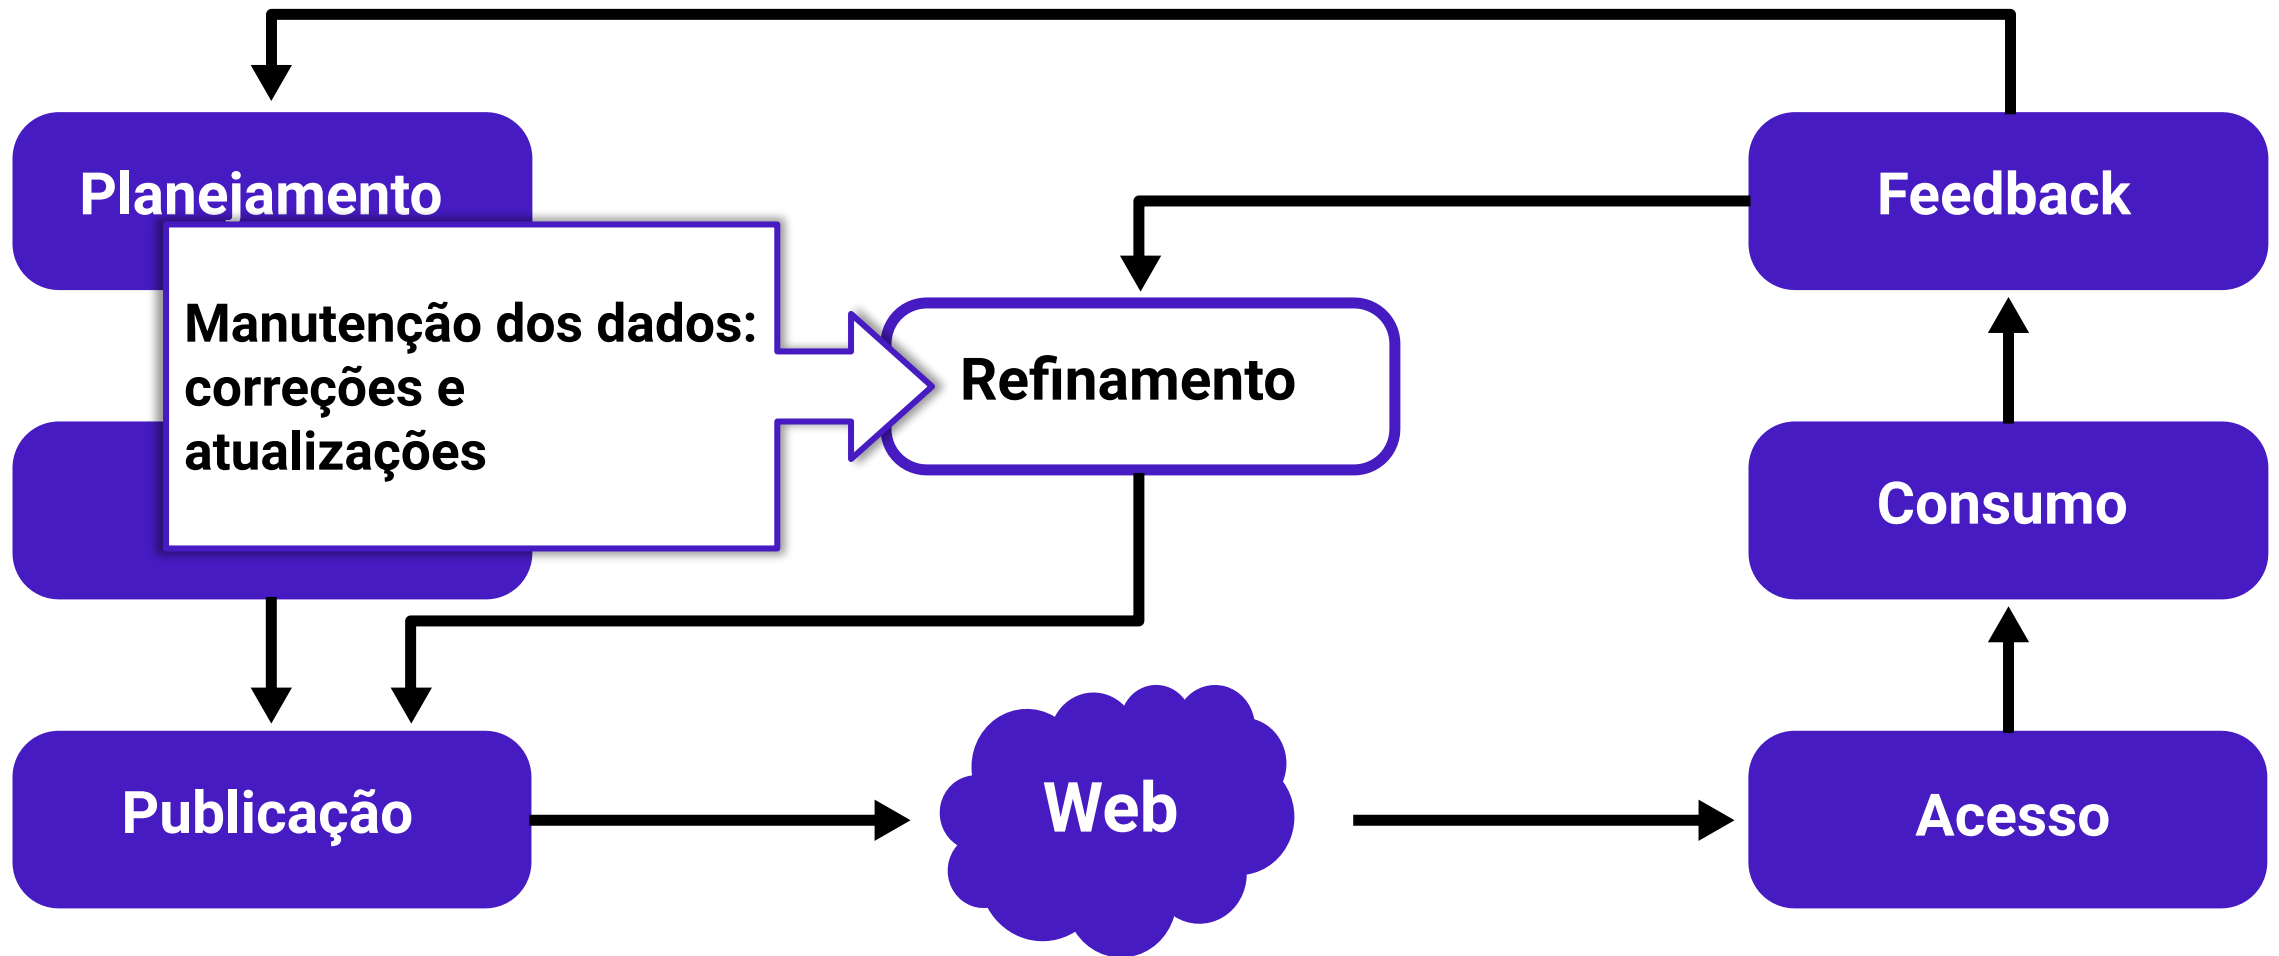 Planejamento
Feedback
Manutenção dos dados:
correções e
atualizações
Refinamento
Consumo
Publicação
Web
Acesso